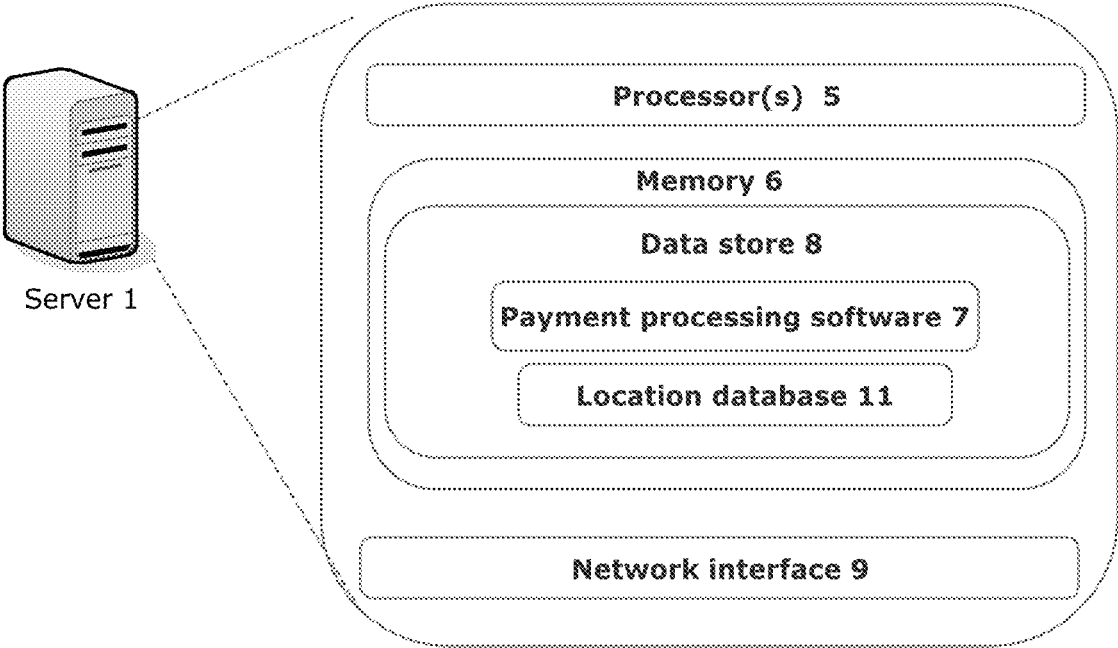 Processor(s) 5
Memory 6
Data store 8
Server 1
Payment processing software 7
Location database 11
Network interface 9